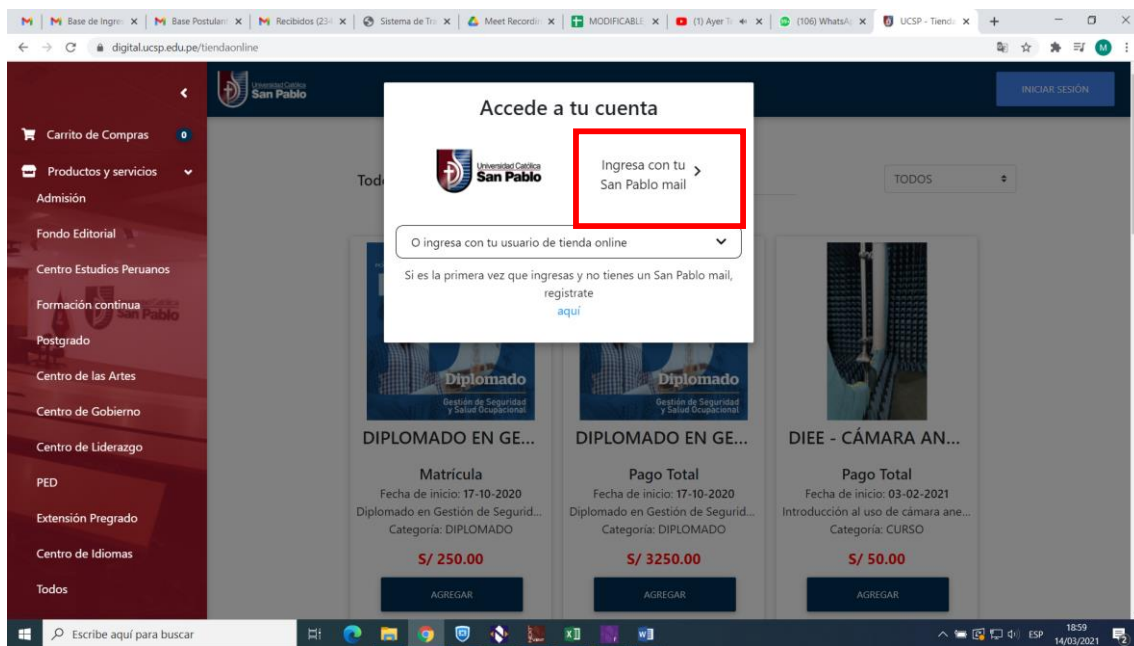 Base de Ingre
Base Postulant
Recibidos (234
Sistema de Tra
Meet Recordin
MODIFICABLE
(1) Ayer Te
(106) WhatsAp
UCSP - Tienda
digital.ucsp.edu.pe/tiendaonline
M
Universidad Católica
San Pablo
INICIAR SESIÓN
Carrito de Compras 0
Productos y servicios
Admisión
Fondo Editorial
Centro Estudios Peruanos
Formación continua
San Pablo
Postgrado
Centro de las Artes
Centro de Gobierno
Centro de Liderazgo
PED
Extensión Pregrado
Centro de Idiomas
Todos
Accede a tu cuenta
Universidad Católica
San Pablo
Ingresa con tu
San Pablo mail
O ingresa con tu usuario de tienda online
Si es la primera vez que ingresas y no tienes un San Pablo mail,
registrate
aquí
Tod
TODOS
Diplomado
Gestión de Seguridad
y Salud Ocupacional
DIPLOMADO EN GE...
Matrícula
Fecha de inicio: 17-10-2020
Diplomado en Gestión de Segurid...
Categoría: DIPLOMADO
S/ 250.00
AGREGAR
Diplomado
Gestión de Seguridad
y Salud Ocupacional
DIPLOMADO EN GE...
Pago Total
Fecha de inicio: 17-10-2020
Diplomado en Gestión de Segurid...
Categoría: DIPLOMADO
S/ 3250.00
AGREGAR
DIEE - CÁMARA AN...
Pago Total
Fecha de inicio: 03-02-2021
Introducción al uso de cámara ane...
Categoría: CURSO
S/ 50.00
AGREGAR
Escribe aquí para buscar
ESP
18:59
14/03/2021
2